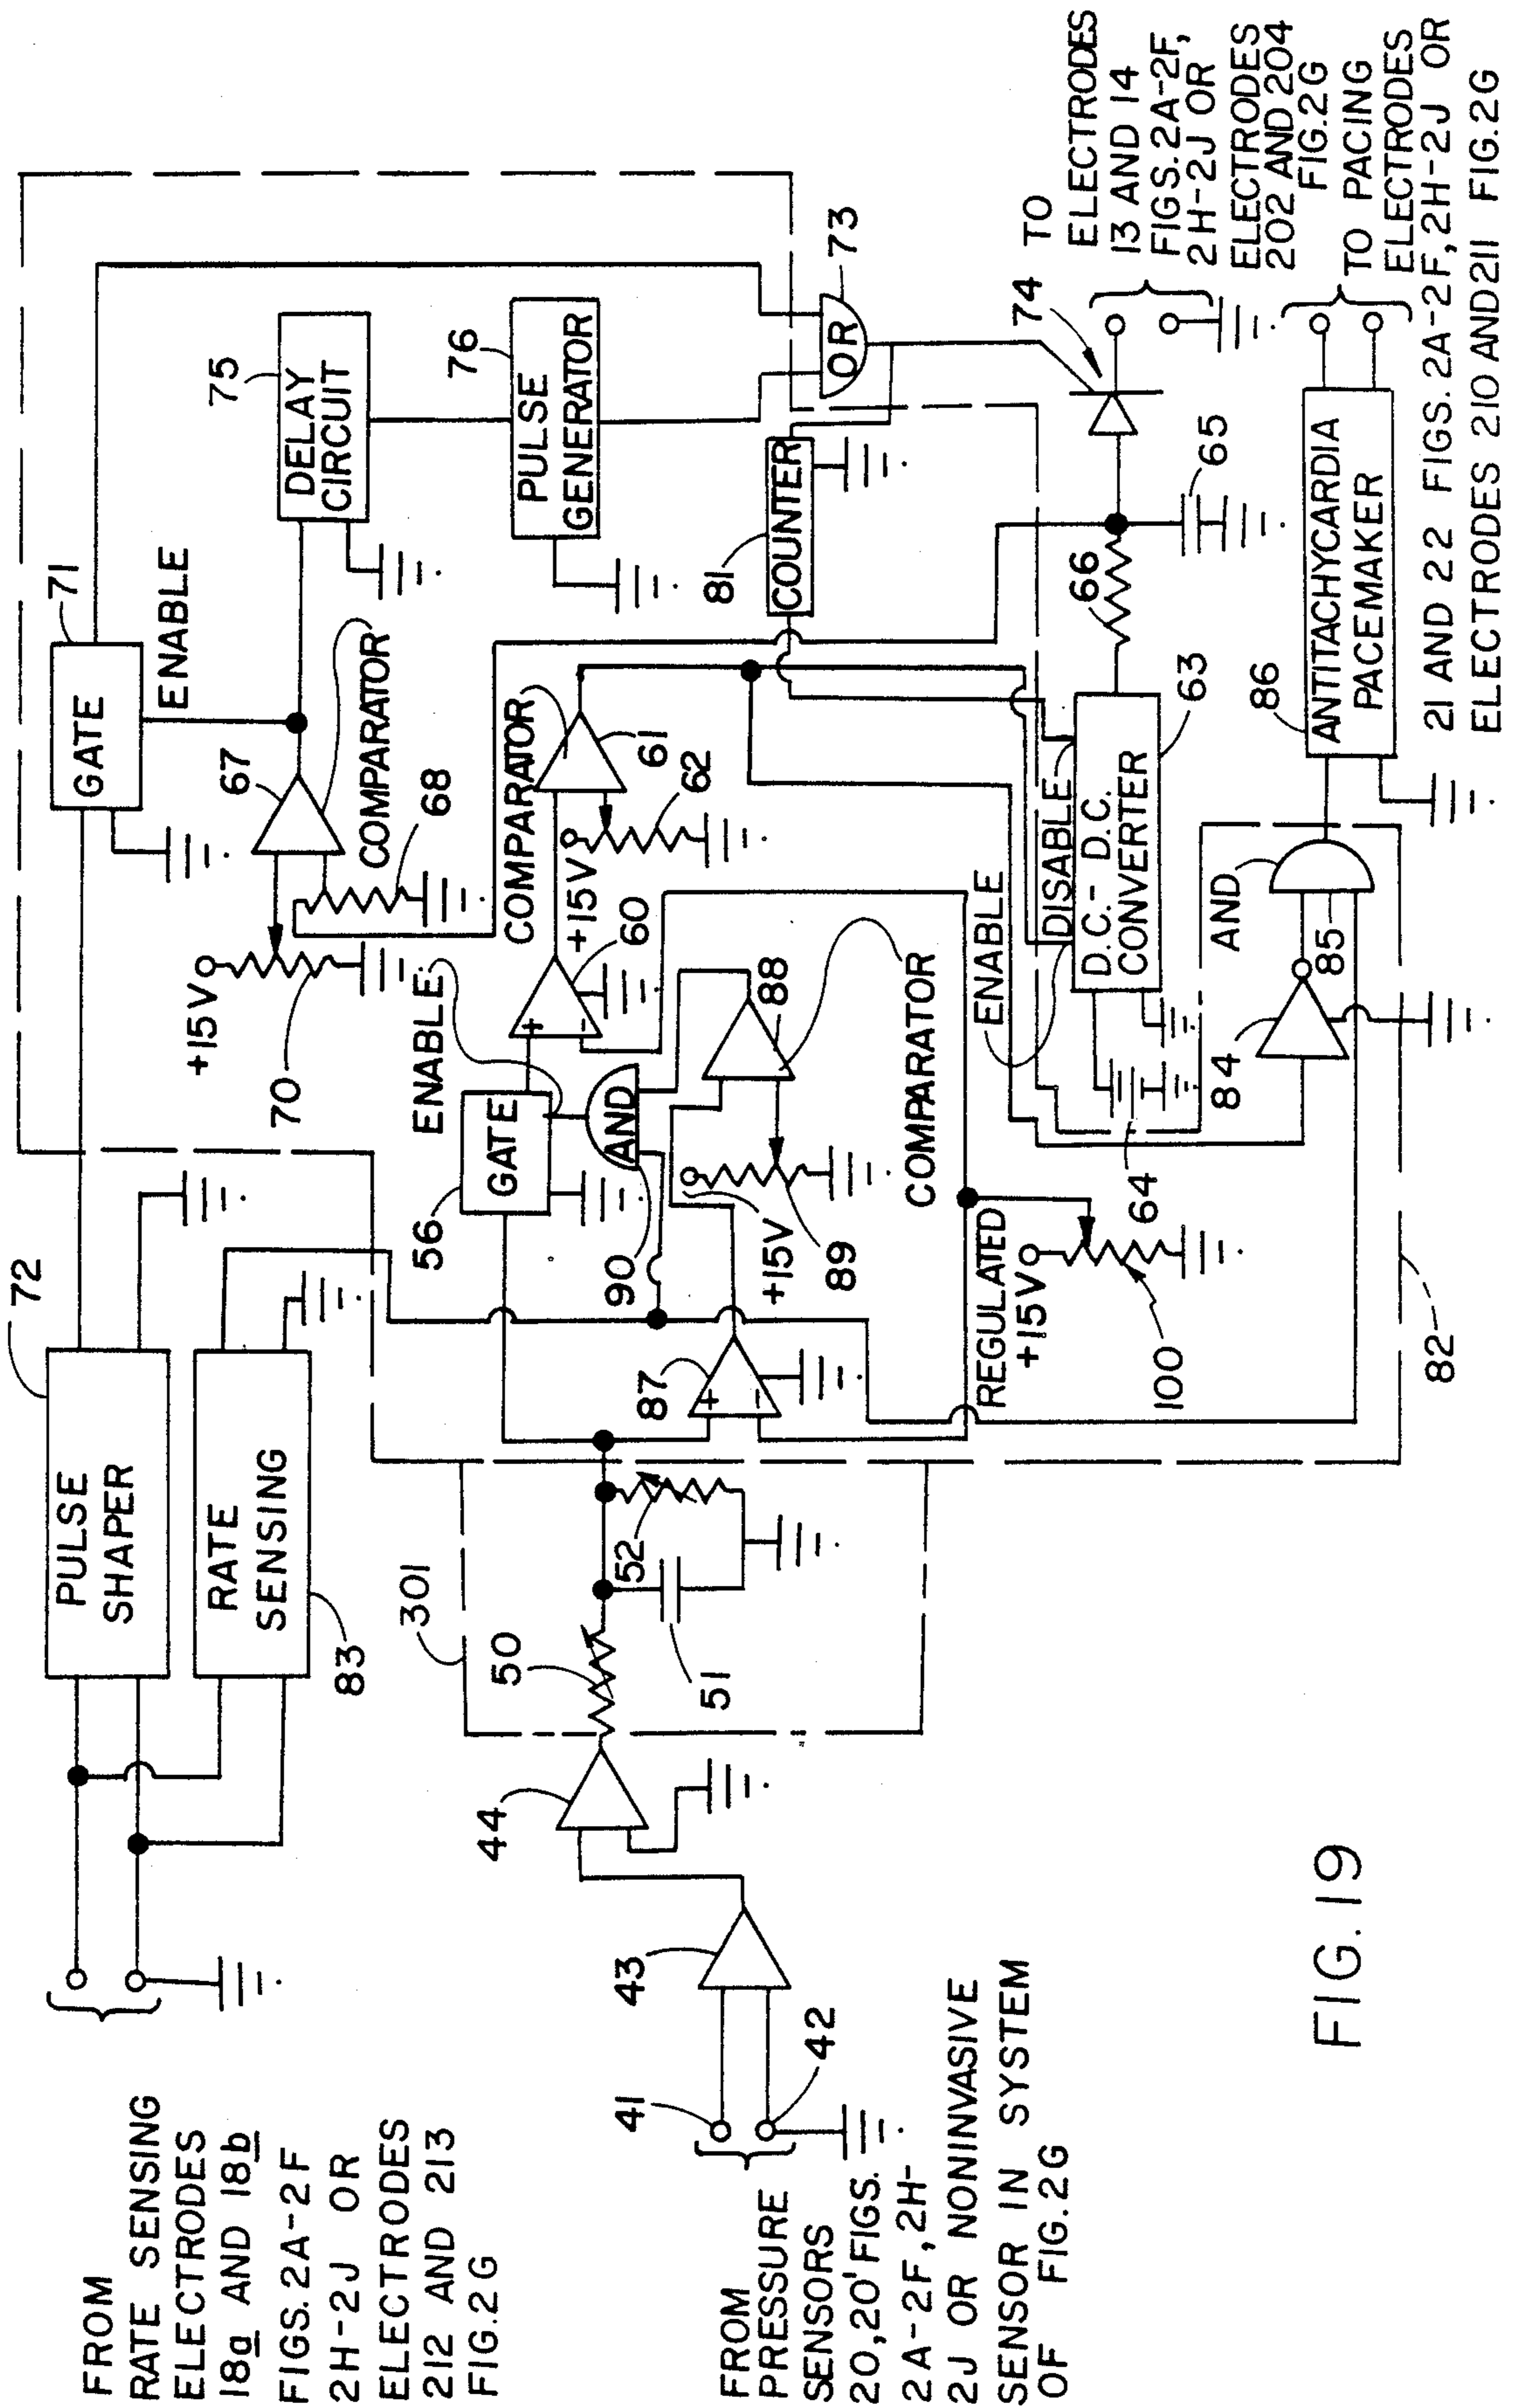 FROM
RATE SENSING
ELECTRODES
18a AND 18b
FIGS. 2A-2F
2H-2J OR
ELECTRODES
212 AND 213
FIG.2G
72
PULSE
SHAPER
RATE
SENSING
83
71
GATE
ENABLE
67
COMPARATOR
68
+15V
70
75
DELAY
CIRCUIT
76
PULSE
GENERATOR
73
OR
81
COUNTER
FROM
PRESSURE
SENSORS
20,20' FIGS.
2A-2F, 2H-
2J OR NONINVASIVE
SENSOR IN SYSTEM
OF FIG.2G
41
42
43
44
301
50
51
52
56
GATE
ENABLE
AND
90
87
+
-
+15V
89
88
COMPARATOR
60
+
-
COMPARATOR
61
+15V
62
REGULATED
+15V
100
ENABLE
DISABLE
D.C.-D.C.
CONVERTER
63
64
66
65
74
TO
ELECTRODES
13 AND 14
FIGS.2A-2F,
2H-2J OR
ELECTRODES
202 AND 204
FIG.2G
84
AND
85
82
86
ANTITACHYCARDIA
PACEMAKER
TO PACING
ELECTRODES
21 AND 22 FIGS. 2A-2F, 2H-2J OR
ELECTRODES 210 AND 211 FIG.2G
FIG. 19